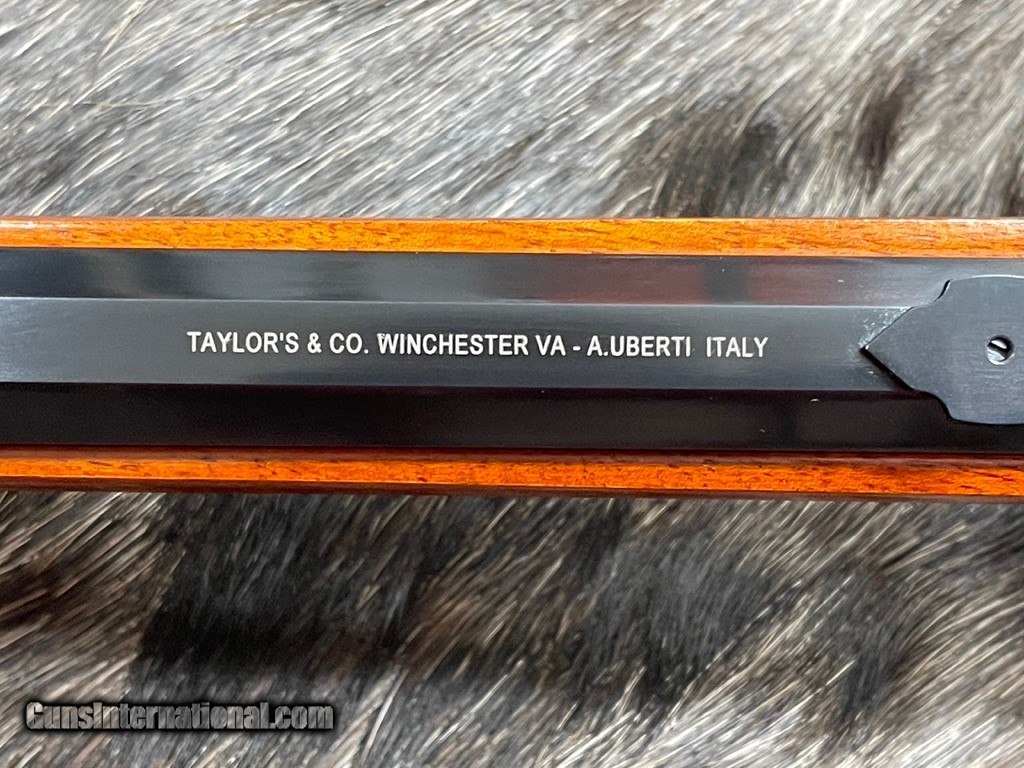 TAYLOR'S & CO. WINCHESTER VA - A.UBERTI ITALY
GunsInternational.com